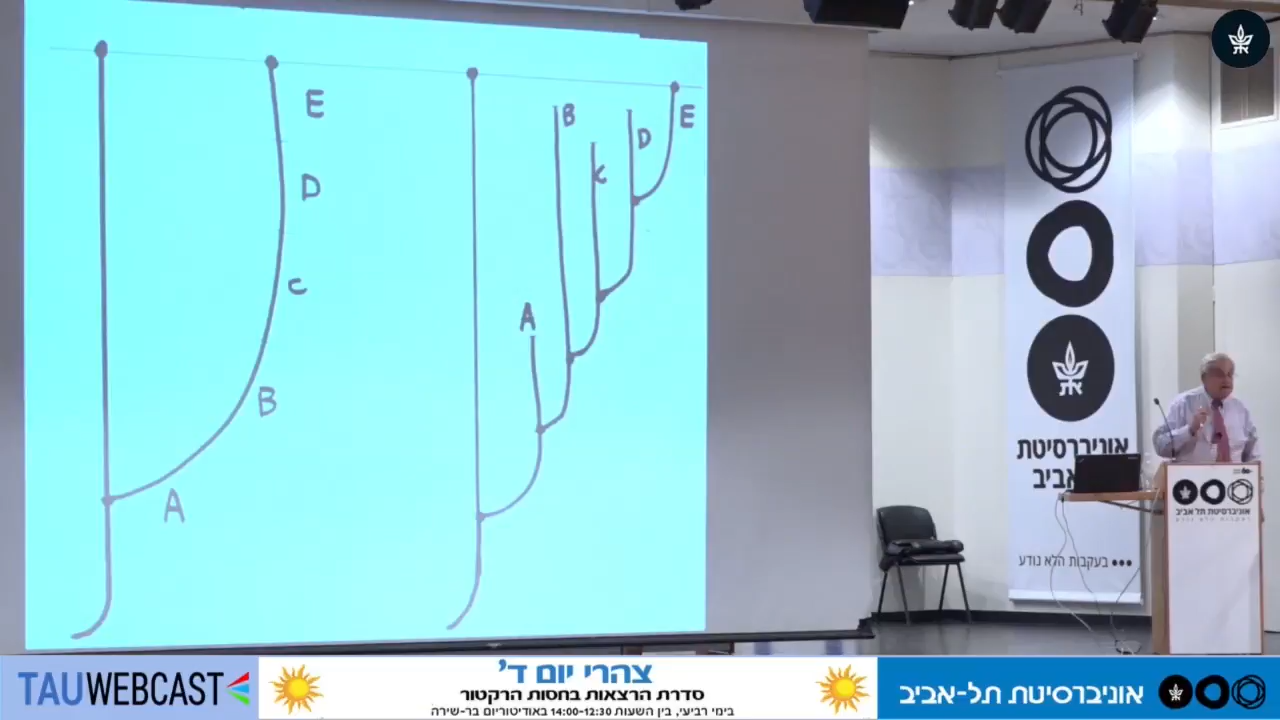 E
D
C
B
A
B
C
D
E
A
אוניברסיטת
אביב
בעקבות הלא נודע
אוניברסיטת תל אביב
TAUWEBCAST
צהרי יום ד'
סדרת הרצאות בחסות הרקטור
בימי רביעי, בין השעות 14:00-12:30 באודיטוריום בר-שירה
אוניברסיטת תל-אביב